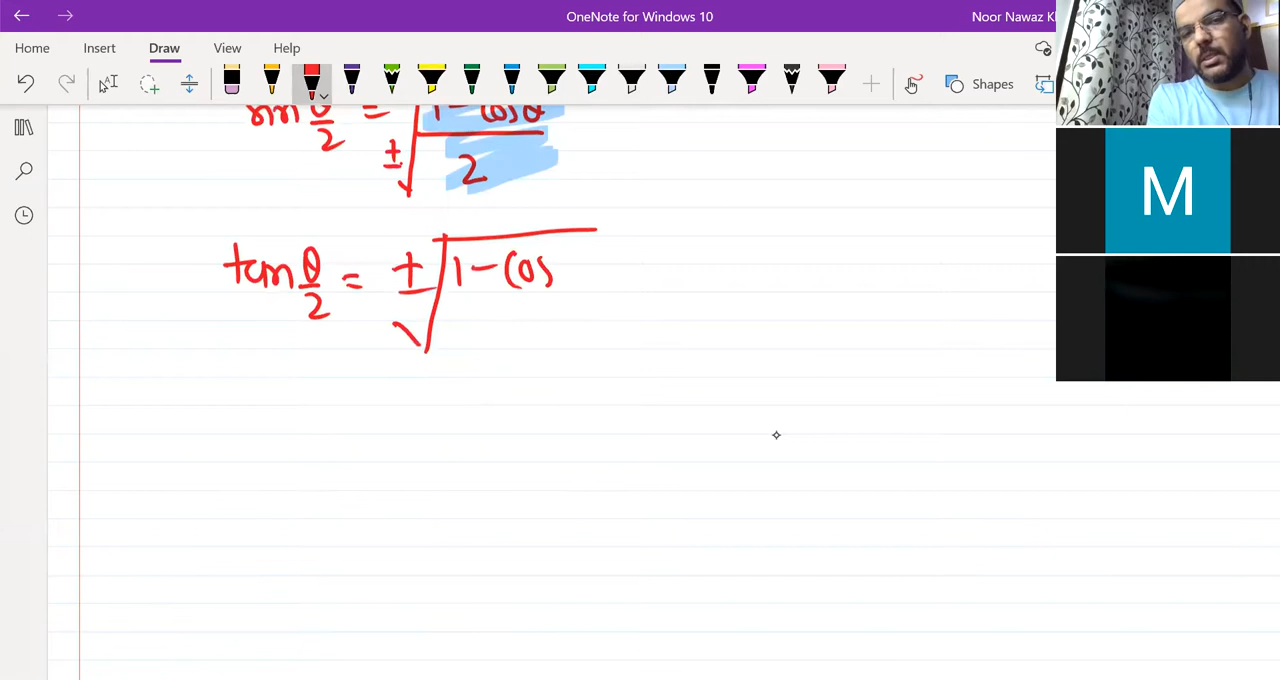 OneNote for Windows 10
Noor Nawaz Kh
Home Insert Draw View Help
Shapes
sin θ/2 = ± √ 1 - cos θ / 2
tan θ/2 = ± √ 1 - Cos
M